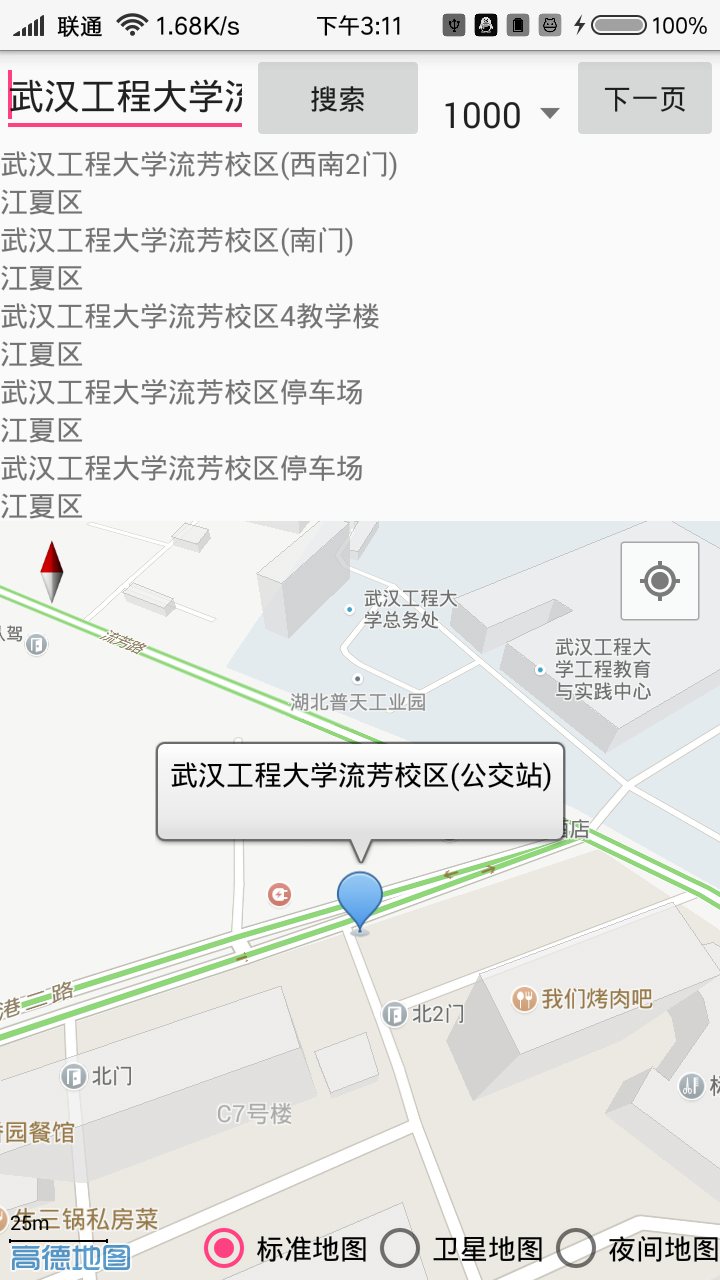 联通 1.68K/s 下午3:11 100%
武汉工程大学流
搜索
1000
下一页
武汉工程大学流芳校区(西南2门)
江夏区
武汉工程大学流芳校区(南门)
江夏区
武汉工程大学流芳校区4教学楼
江夏区
武汉工程大学流芳校区停车场
江夏区
武汉工程大学流芳校区停车场
江夏区
武汉工程大
学总务处
驾
流芳路
武汉工程大
学工程教育
与实践中心
湖北普天工业园
武汉工程大学流芳校区(公交站)
酒店
港二路
我们烤肉吧
北2门
北门
C7号楼
园餐馆
牛三锅私房菜
25m
高德地图
标准地图
卫星地图
夜间地图